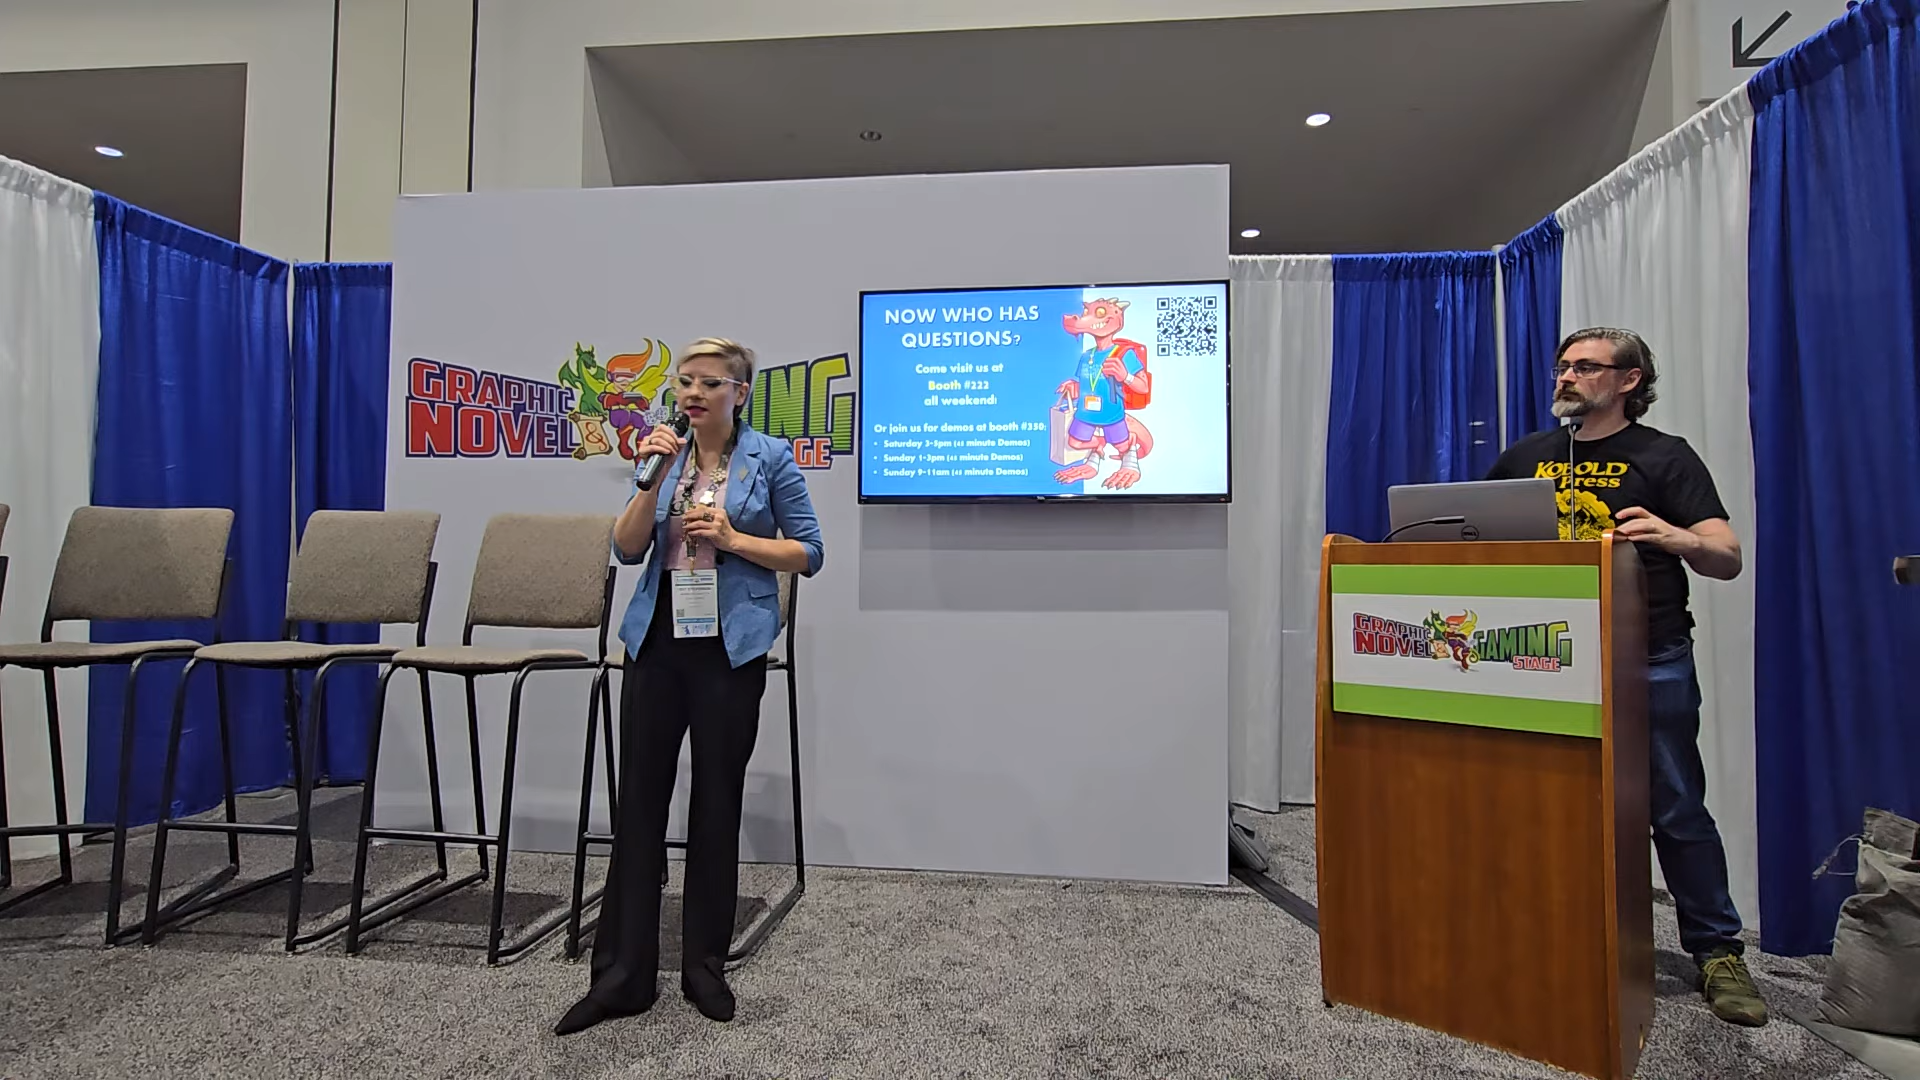 GRAPHIC
NOVEL &
GAMING
STAGE
NOW WHO HAS
QUESTIONS?
Come visit us at
Booth #222
all weekend!
Or join us for demos at booth #350:
• Saturday 3-5pm (45 minute Demos)
• Sunday 1-3pm (45 minute Demos)
• Sunday 9-11am (45 minute Demos)
KOBOLD
Press
DELL
GRAPHIC
NOVEL &
GAMING
STAGE